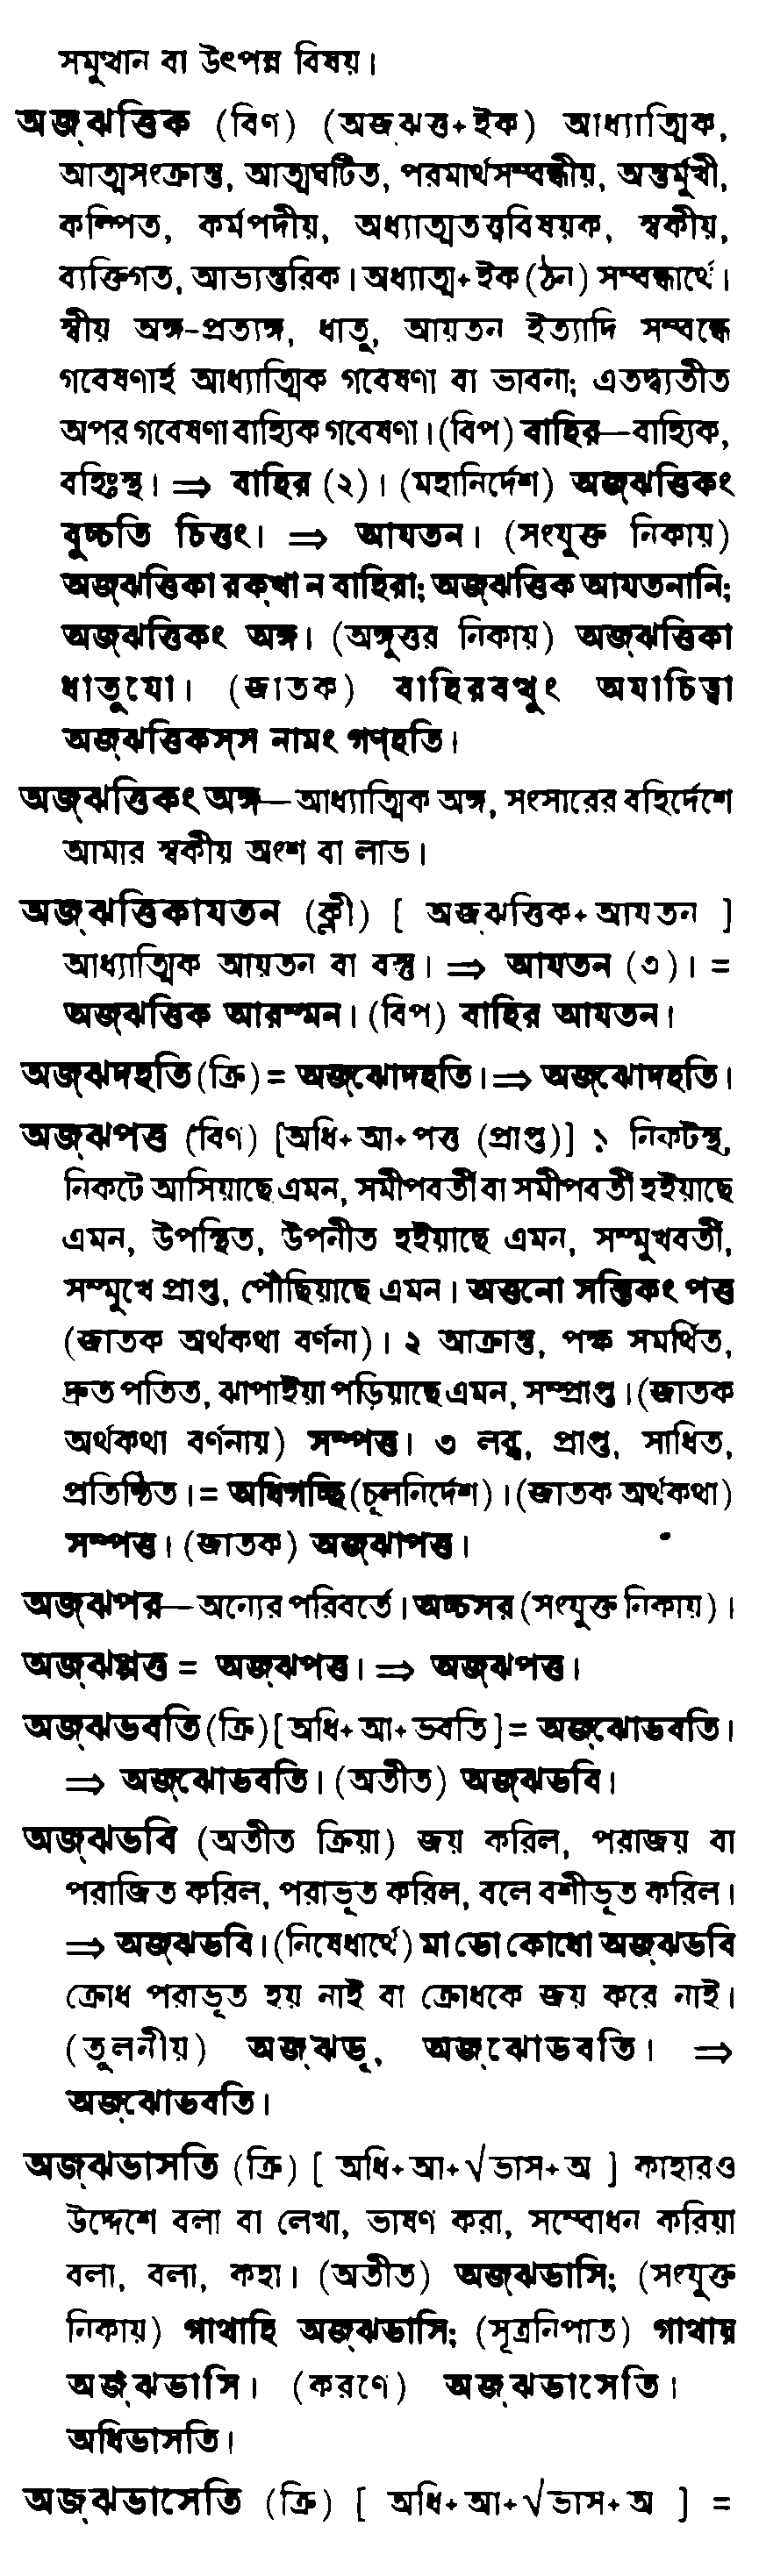 সমুত্থান বা উৎপন্ন বিষয়।
অজ্ঝত্তিক (বিণ) (অজ্ঝত্ত+ইক) আধ্যাত্মিক,
আত্মসংক্রান্ত, আত্মঘটিত, পরমার্থসম্বন্ধীয়, অন্তর্মুখী,
কল্পিত, কর্মপদীয়, অধ্যাত্মতত্ত্ববিষয়ক, স্বকীয়,
ব্যক্তিগত, আভ্যন্তরিক। অধ্যাত্ম+ইক (ঠন) সম্বন্ধার্থে।
স্বীয় অঙ্গ-প্রত্যঙ্গ, ধাতু, আয়তন ইত্যাদি সম্বন্ধে
গবেষণার্হ আধ্যাত্মিক গবেষণা বা ভাবনা; এতদ্ব্যতীত
অপর গবেষণা বাহ্যিক গবেষণা। (বিপ) বাহির—বাহ্যিক,
বহিঃস্থ। ⇒ বাহির (২)। (মহানির্দেশ) অজ্ঝত্তিকং
বুচ্চতি চিত্তং। ⇒ আযতন। (সংযুক্ত নিকায়)
অজ্ঝত্তিকা রক্খা ন বাহিরা; অজ্ঝত্তিক আযতনানি;
অজ্ঝত্তিকং অঙ্গ। (অঙ্গুত্তর নিকায়) অজ্ঝত্তিকা
ধাতুযো। (জাতক) বাহিরবত্থুং অযাচিত্বা
অজ্ঝত্তিকস্স নামং গণ্হতি।
অজ্ঝত্তিকং অঙ্গ—আধ্যাত্মিক অঙ্গ, সংসারের বহির্দেশে
আমার স্বকীয় অংশ বা লাভ।
অজ্ঝত্তিকাযতন (ক্লী) [ অজ্ঝত্তিক+আযতন ]
আধ্যাত্মিক আয়তন বা বস্তু। ⇒ আযতন (৩)। =
অজ্ঝত্তিক আরম্মন। (বিপ) বাহির আযতন।
অজ্ঝদহতি (ক্রি) = অজ্ঝোদহতি। ⇒ অজ্ঝোদহতি।
অজ্ঝপত্ত (বিণ) [অধি+আ+পত্ত (প্রাপ্ত)] ১ নিকটস্থ,
নিকটে আসিয়াছে এমন, সমীপবর্তী বা সমীপবর্তী হইয়াছে
এমন, উপস্থিত, উপনীত হইয়াছে এমন, সম্মুখবর্তী,
সম্মুখে প্রাপ্ত, পৌঁছিয়াছে এমন। অত্তনো সন্তিকং পত্ত
(জাতক অর্থকথা বর্ণনা)। ২ আক্রান্ত, পক্ষ সমর্থিত,
দ্রুত পতিত, ঝাপাইয়া পড়িয়াছে এমন, সম্প্রাপ্ত। (জাতক
অর্থকথা বর্ণনায়) সম্পত্ত। ৩ লব্ধ, প্রাপ্ত, সাধিত,
প্রতিষ্ঠিত। = অধিগচ্ছি (চূলনির্দেশ)। (জাতক অর্থকথা)
সম্পত্ত। (জাতক) অজ্ঝাপত্ত।
অজ্ঝপর—অন্যের পরিবর্তে। অচ্চসর (সংযুক্ত নিকায়)।
অজ্ঝপ্পত্ত = অজ্ঝপত্ত। ⇒ অজ্ঝপত্ত।
অজ্ঝভবতি (ক্রি) [অধি+আ+ভবতি] = অজ্ঝোভবতি।
⇒ অজ্ঝোভবতি। (অতীত) অজ্ঝভবি।
অজ্ঝভবি (অতীত ক্রিয়া) জয় করিল, পরাজয় বা
পরাজিত করিল, পরাভূত করিল, বলে বশীভূত করিল।
⇒ অজ্ঝভবি। (নিষেধার্থে) মা ভো কোধো অজ্ঝভবি
ক্রোধ পরাভূত হয় নাই বা ক্রোধকে জয় করে নাই।
(তুলনীয়) অজ্ঝভূ, অজ্ঝোভবতি। ⇒
অজ্ঝোভবতি।
অজ্ঝভাসতি (ক্রি) [ অধি+আ+√ভাস+অ ] কাহারও
উদ্দেশে বলা বা লেখা, ভাষণ করা, সম্বোধন করিয়া
বলা, বলা, কহা। (অতীত) অজ্ঝভাসি; (সংযুক্ত
নিকায়) গাথাহি অজ্ঝভাসি; (সূত্রনিপাত) গাথায
অজ্ঝভাসি। (করণে) অজ্ঝভাসেতি।
অধিভাসতি।
অজ্ঝভাসেতি (ক্রি) [ অধি+আ+√ভাস+অ ] =